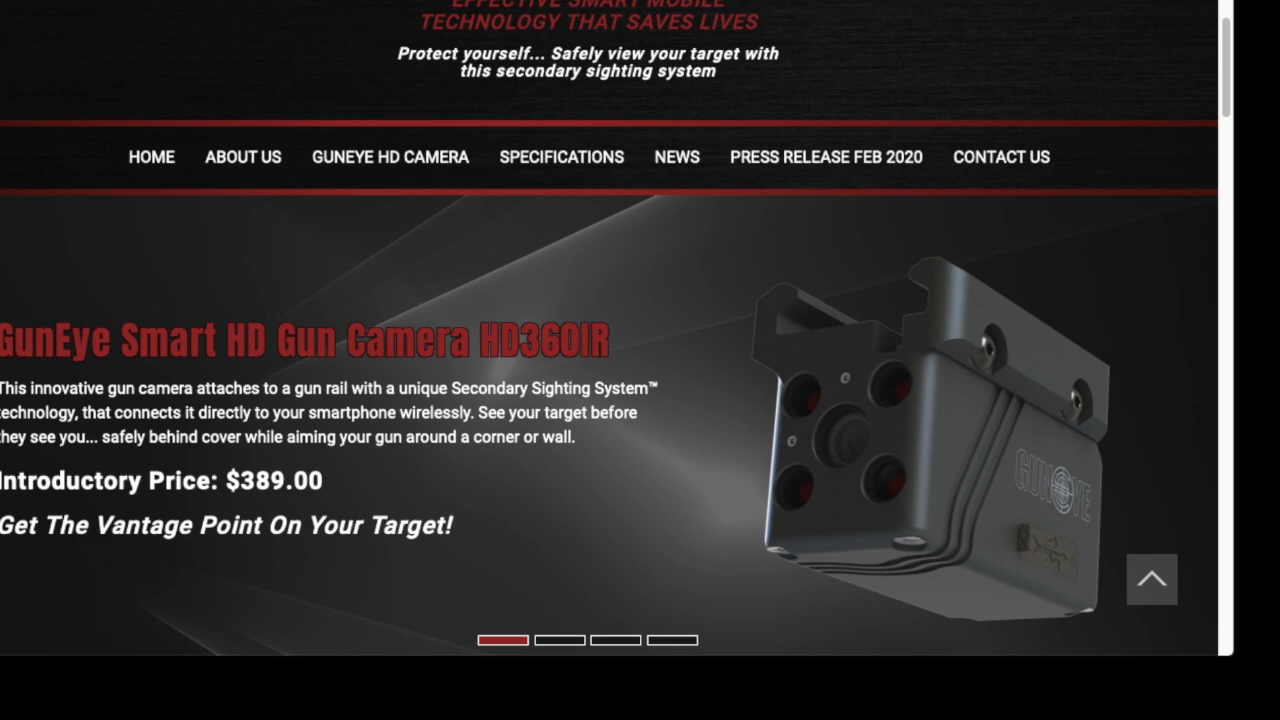 EFFECTIVE SMART MOBILE
TECHNOLOGY THAT SAVES LIVES
Protect yourself... Safely view your target with
this secondary sighting system
HOME ABOUT US GUNEYE HD CAMERA SPECIFICATIONS NEWS PRESS RELEASE FEB 2020 CONTACT US
GunEye Smart HD Gun Camera HD360IR
This innovative gun camera attaches to a gun rail with a unique Secondary Sighting System™
technology, that connects it directly to your smartphone wirelessly. See your target before
they see you... safely behind cover while aiming your gun around a corner or wall.
Introductory Price: $389.00
Get The Vantage Point On Your Target!
GUNEYE